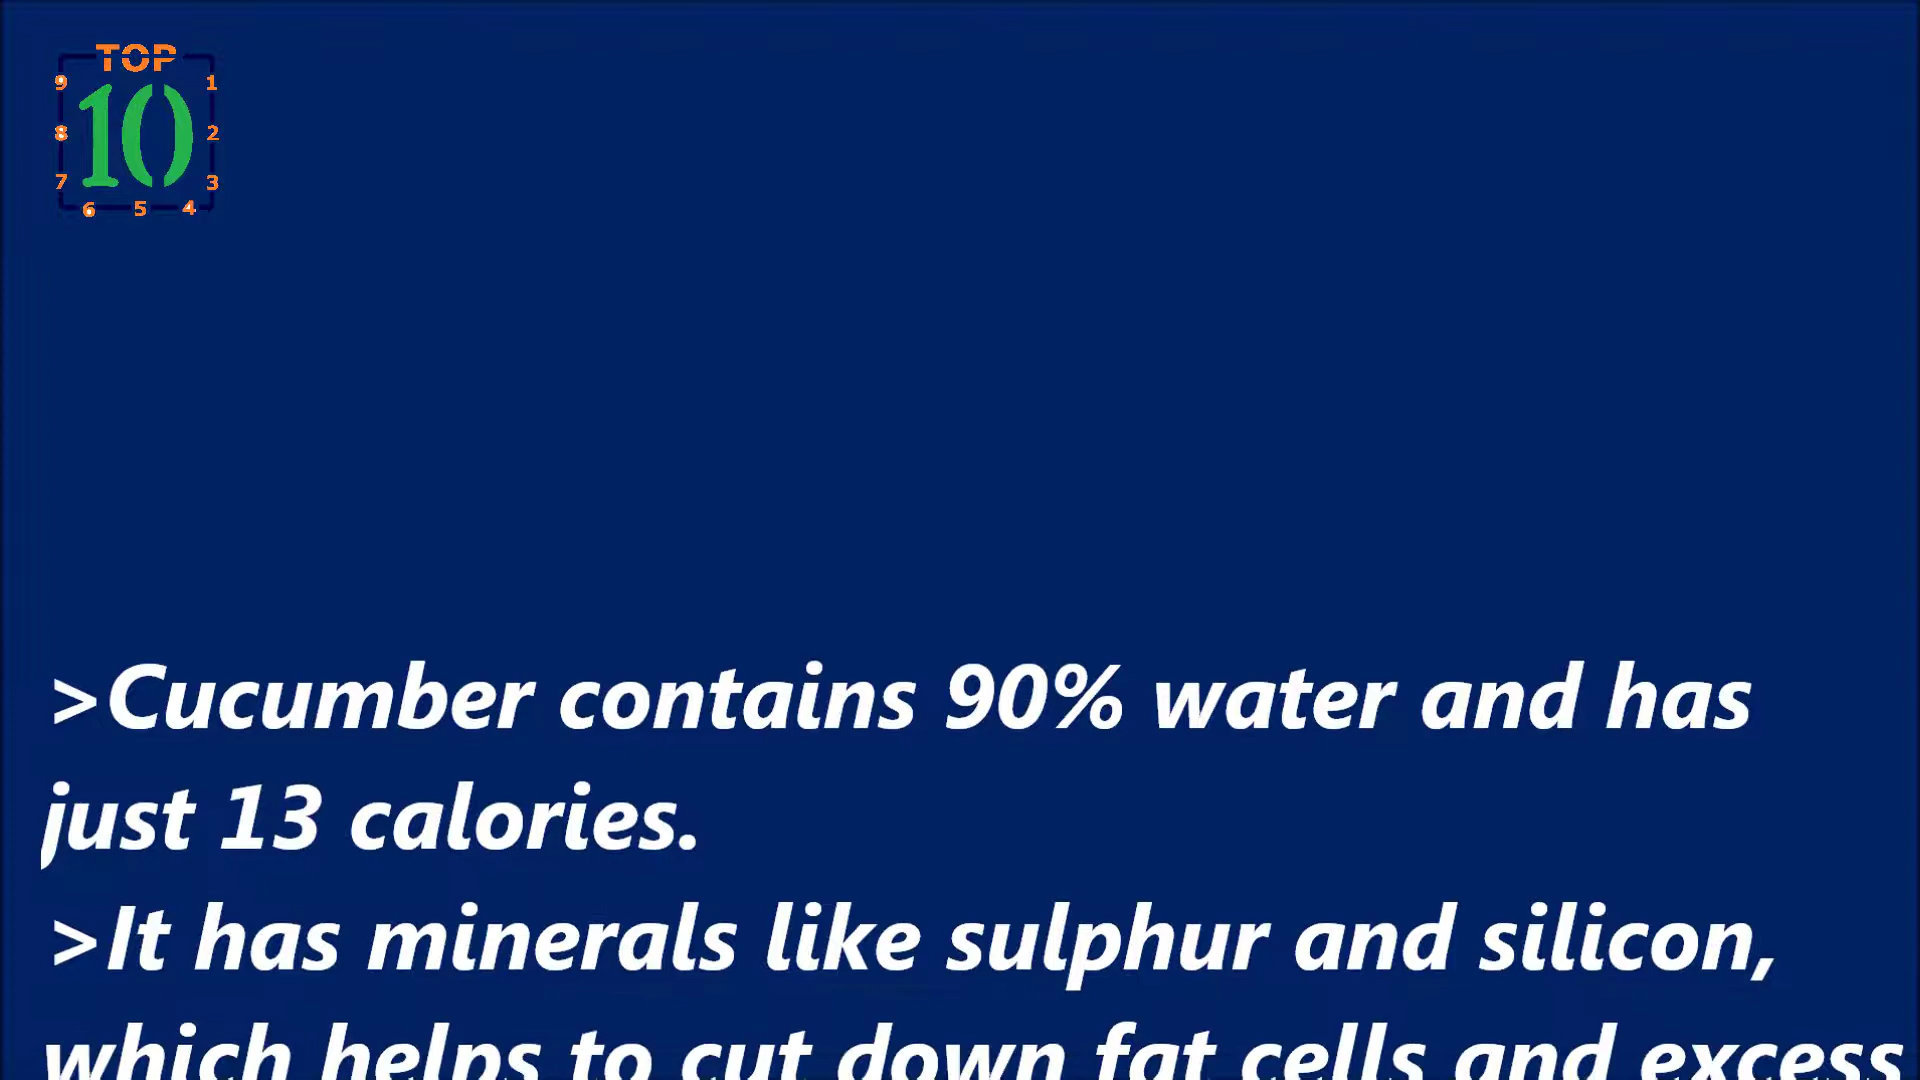 TOP
9 1
10
8 2
7 3
6 5 4
>Cucumber contains 90% water and has
just 13 calories.
>It has minerals like sulphur and silicon,
which helps to cut down fat cells and excess